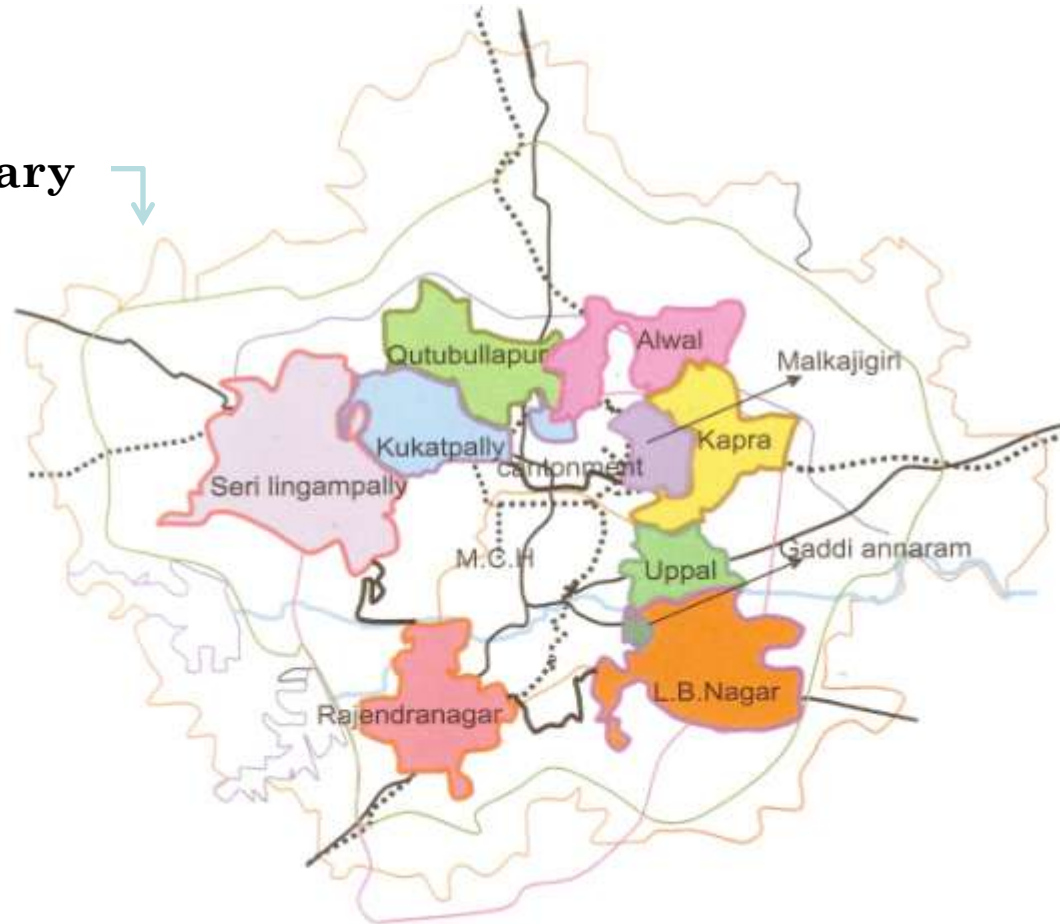 ary
Alwal
Qutubullapur
Malkajigiri
Kapra
Kukatpally
cantonment
Seri lingampally
M.C.H
Gaddi annaram
Uppal
L.B.Nagar
Rajendranagar